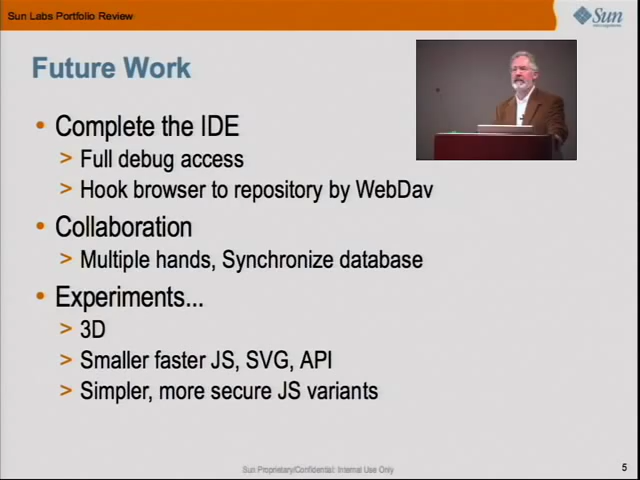 Sun Labs Portfolio Review
Sun
Future Work
Complete the IDE
> Full debug access
> Hook browser to repository by WebDav
Collaboration
> Multiple hands, Synchronize database
Experiments...
> 3D
> Smaller faster JS, SVG, API
> Simpler, more secure JS variants
Sun Proprietary/Confidential: Internal Use Only
5